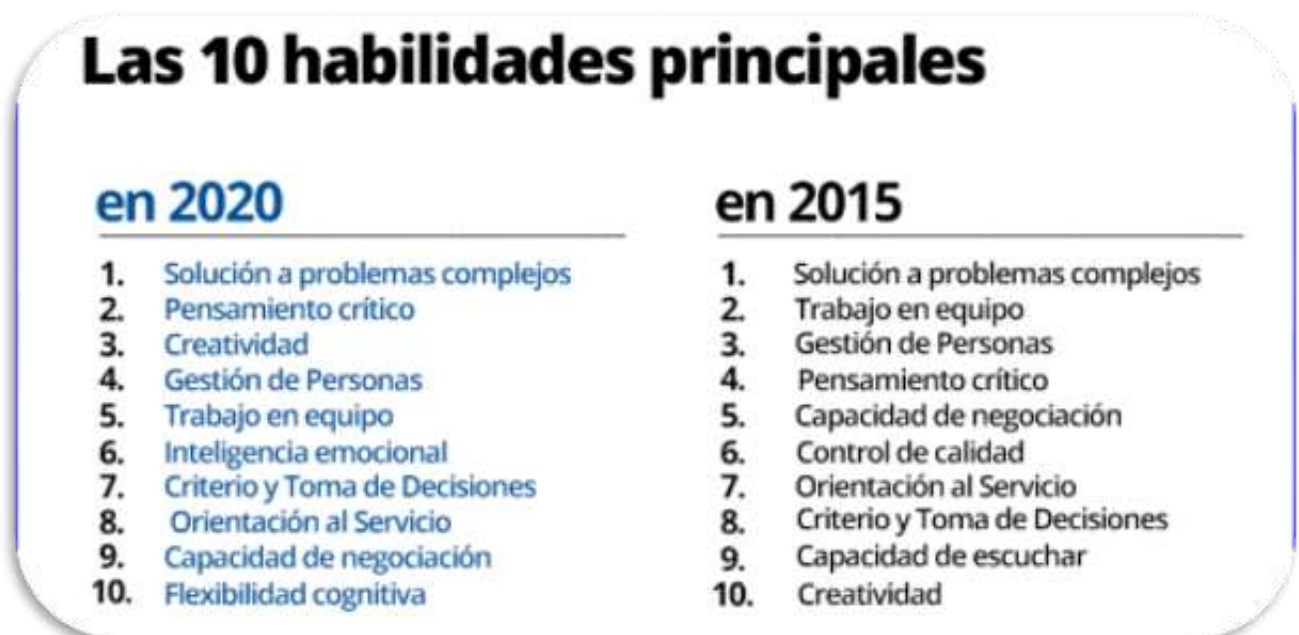 Las 10 habilidades principales
en 2020
1. Solución a problemas complejos
2. Pensamiento crítico
3. Creatividad
4. Gestión de Personas
5. Trabajo en equipo
6. Inteligencia emocional
7. Criterio y Toma de Decisiones
8. Orientación al Servicio
9. Capacidad de negociación
10. Flexibilidad cognitiva
en 2015
1. Solución a problemas complejos
2. Trabajo en equipo
3. Gestión de Personas
4. Pensamiento crítico
5. Capacidad de negociación
6. Control de calidad
7. Orientación al Servicio
8. Criterio y Toma de Decisiones
9. Capacidad de escuchar
10. Creatividad